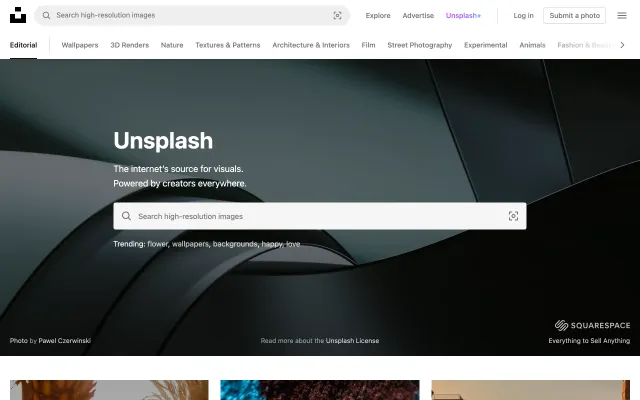 Search high-resolution images
Explore
Advertise
Unsplash+
Log in
Submit a photo
Editorial
Wallpapers
3D Renders
Nature
Textures & Patterns
Architecture & Interiors
Film
Street Photography
Experimental
Animals
Fashion & Beauty
Unsplash
The internet's source for visuals.
Powered by creators everywhere.
Search high-resolution images
Trending: flower, wallpapers, backgrounds, happy, love
SQUARESPACE
Photo by Pawel Czerwinski
Read more about the Unsplash License
Everything to Sell Anything